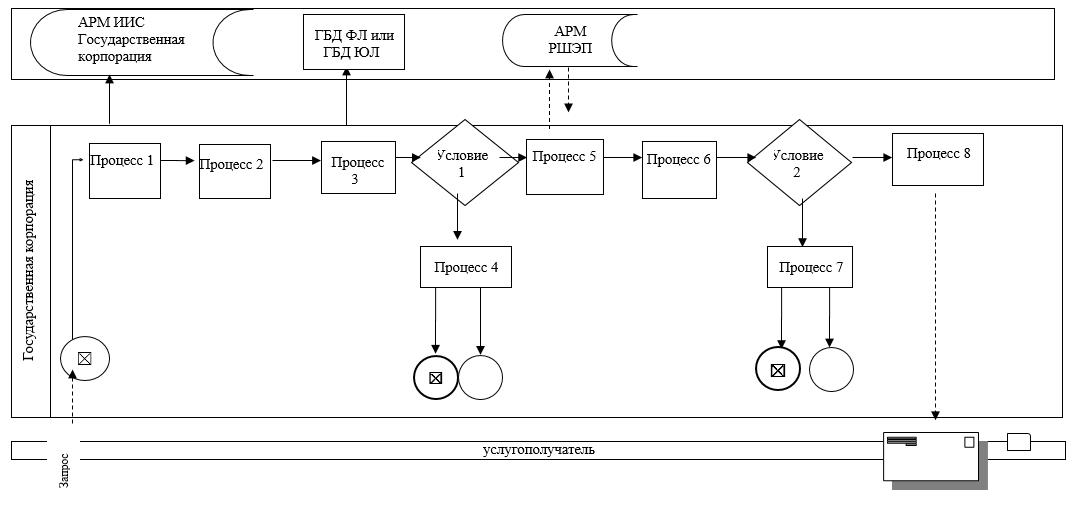 АРМ ИИС
Государственная
корпорация
ГБД ФЛ или
ГБД ЮЛ
АРМ
РШЭП
Государственная корпорация
Процесс 1
Процесс 2
Процесс
3
Условие
1
Процесс 5
Процесс 6
Условие
2
Процесс 8
Процесс 4
Процесс 7
Запрос
услугополучатель